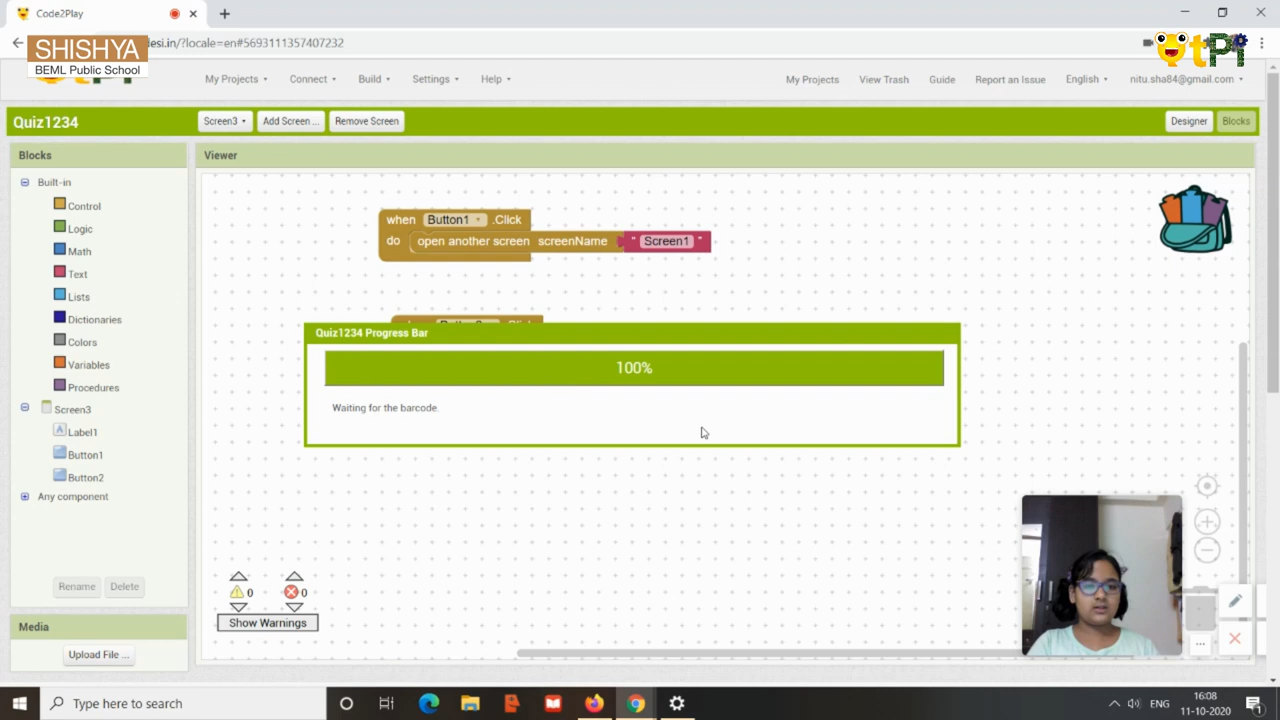 Code2Play
desi.in/?locale=en#5693111357407232
SHISHYA
BEML Public School
QtPi
My Projects
Connect
Build
Settings
Help
My Projects
View Trash
Guide
Report an Issue
English
nitu.sha84@gmail.com
Quiz1234
Screen3
Add Screen ...
Remove Screen
Designer
Blocks
Blocks
Viewer
Built-in
Control
Logic
Math
Text
Lists
Dictionaries
Colors
Variables
Procedures
Screen3
Label1
Button1
Button2
Any component
Rename
Delete
Media
Upload File ...
when Button1 .Click
do open another screen screenName " Screen1 "
Quiz1234 Progress Bar
100%
Waiting for the barcode.
0
0
Show Warnings
Type here to search
ENG
16:08
11-10-2020
1